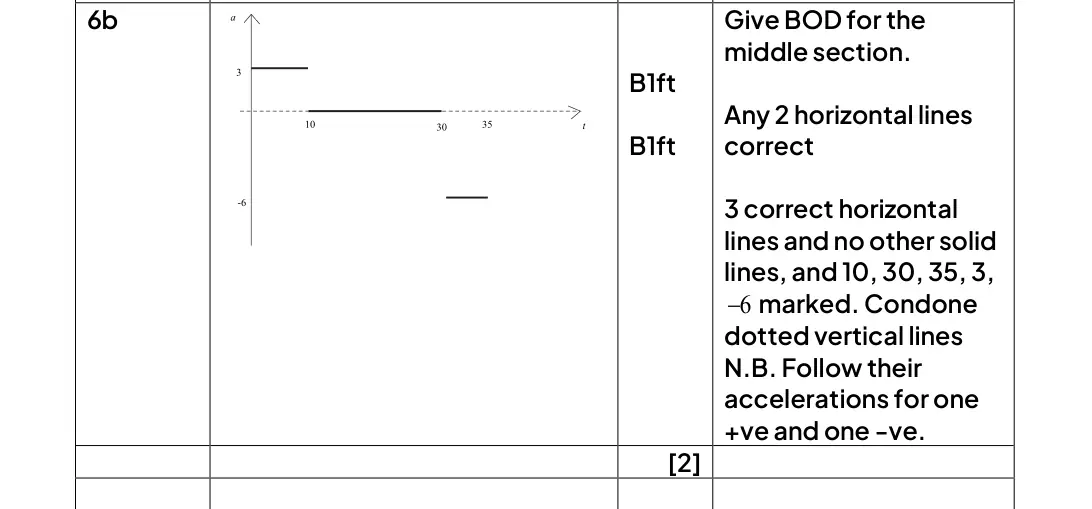 6b
a
3
10
30
35
t
-6
B1ft
B1ft
Give BOD for the
middle section.
Any 2 horizontal lines
correct
3 correct horizontal
lines and no other solid
lines, and 10, 30, 35, 3,
−6 marked. Condone
dotted vertical lines
N.B. Follow their
accelerations for one
+ve and one -ve.
[2]